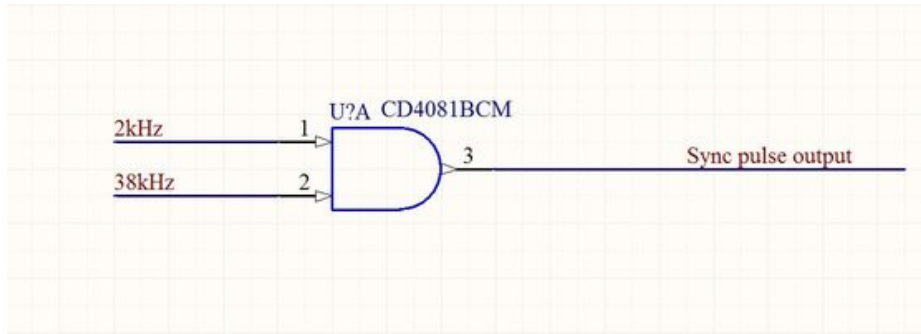 U?A CD4081BCM
2kHz
1
3
Sync pulse output
38kHz
2